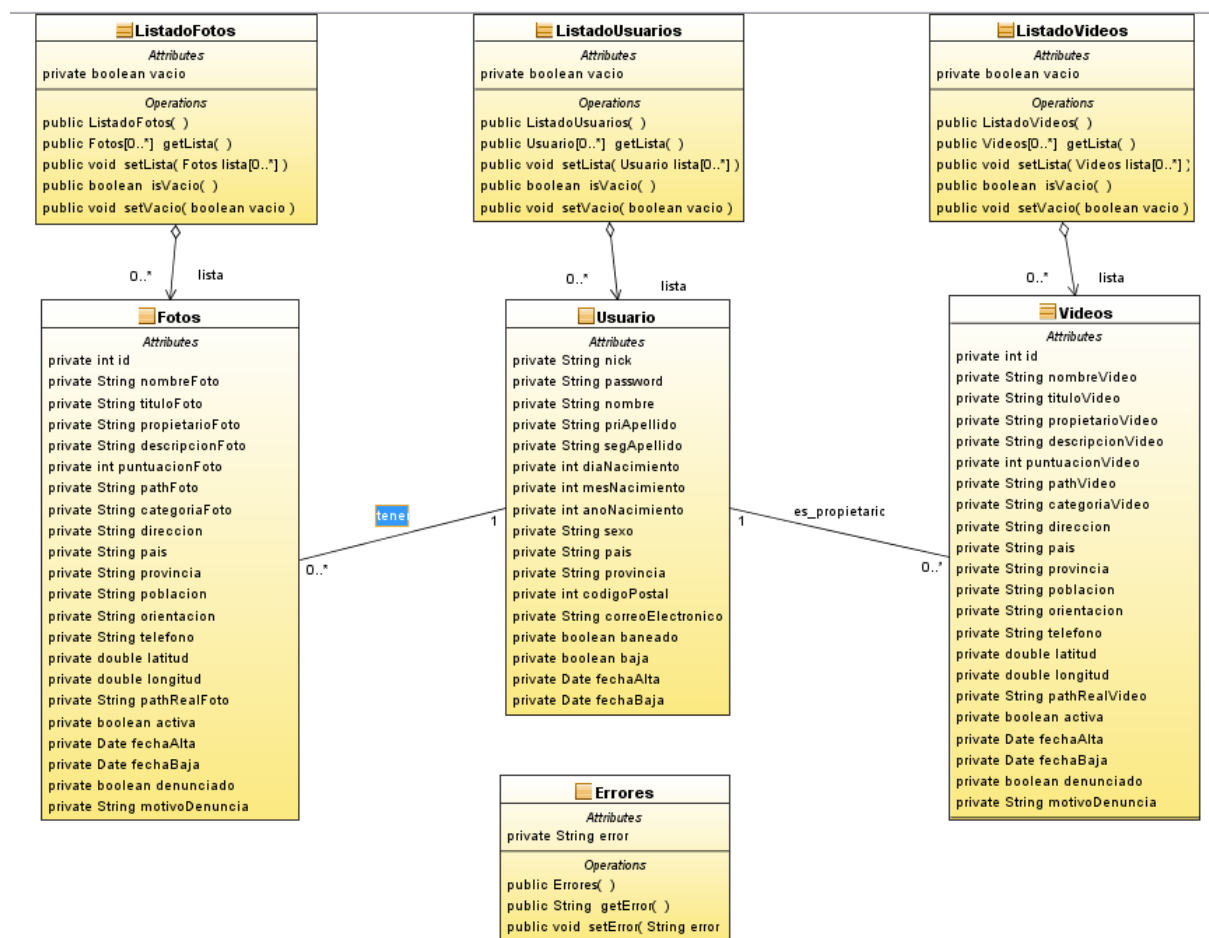 ListadoFotos
Attributes
private boolean vacio
Operations
public ListadoFotos( )
public Fotos[0..*] getLista( )
public void setLista( Fotos lista[0..*] )
public boolean isVacio( )
public void setVacio( boolean vacio )
ListadoUsuarios
Attributes
private boolean vacio
Operations
public ListadoUsuarios( )
public Usuario[0..*] getLista( )
public void setLista( Usuario lista[0..*] )
public boolean isVacio( )
public void setVacio( boolean vacio )
ListadoVideos
Attributes
private boolean vacio
Operations
public ListadoVideos( )
public Videos[0..*] getLista( )
public void setLista( Videos lista[0..*] )
public boolean isVacio( )
public void setVacio( boolean vacio )
0..* lista
0..* lista
0..* lista
Fotos
Attributes
private int id
private String nombreFoto
private String tituloFoto
private String propietarioFoto
private String descripcionFoto
private int puntuacionFoto
private String pathFoto
private String categoriaFoto
private String direccion
private String pais
private String provincia
private String poblacion
private String orientacion
private String telefono
private double latitud
private double longitud
private String pathRealFoto
private boolean activa
private Date fechaAlta
private Date fechaBaja
private boolean denunciado
private String motivoDenuncia
tener
1
0..*
Usuario
Attributes
private String nick
private String password
private String nombre
private String priApellido
private String segApellido
private int diaNacimiento
private int mesNacimiento
private int anoNacimiento
private String sexo
private String pais
private String provincia
private int codigoPostal
private String correoElectronico
private boolean baneado
private boolean baja
private Date fechaAlta
private Date fechaBaja
es_propietaric
1
0..*
Videos
Attributes
private int id
private String nombreVideo
private String tituloVideo
private String propietarioVideo
private String descripcionVideo
private int puntuacionVideo
private String pathVideo
private String categoriaVideo
private String direccion
private String pais
private String provincia
private String poblacion
private String orientacion
private String telefono
private double latitud
private double longitud
private String pathRealVideo
private boolean activa
private Date fechaAlta
private Date fechaBaja
private boolean denunciado
private String motivoDenuncia
Errores
Attributes
private String error
Operations
public Errores( )
public String getError( )
public void setError( String error